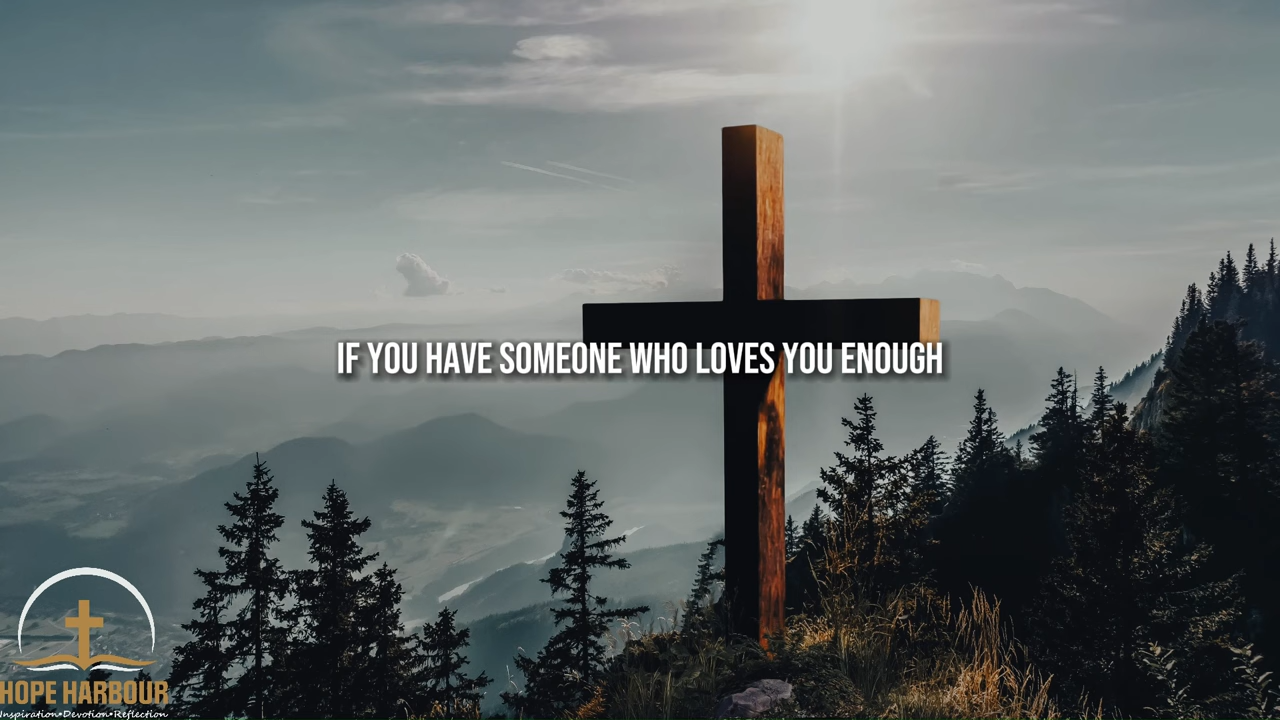 IF YOU HAVE SOMEONE WHO LOVES YOU ENOUGH
HOPE HARBOUR
Inspiration•Devotion•Reflection